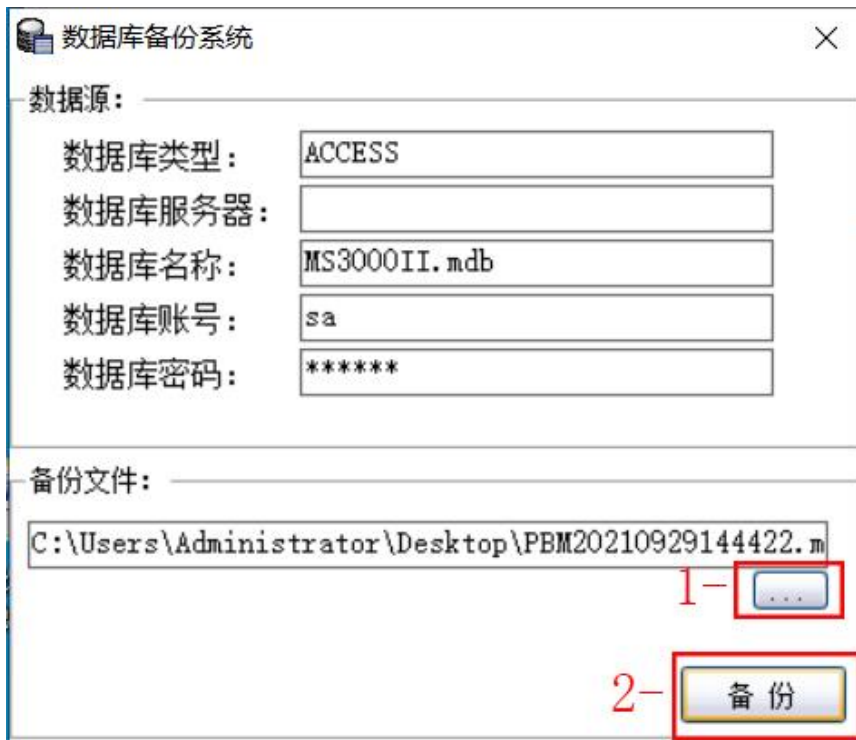 数据库备份系统
数据源：
数据库类型： ACCESS
数据库服务器：
数据库名称： MS3000II.mdb
数据库账号： sa
数据库密码： ******
备份文件：
C:\Users\Administrator\Desktop\PBM20210929144422.m
1- ...
2- 备 份